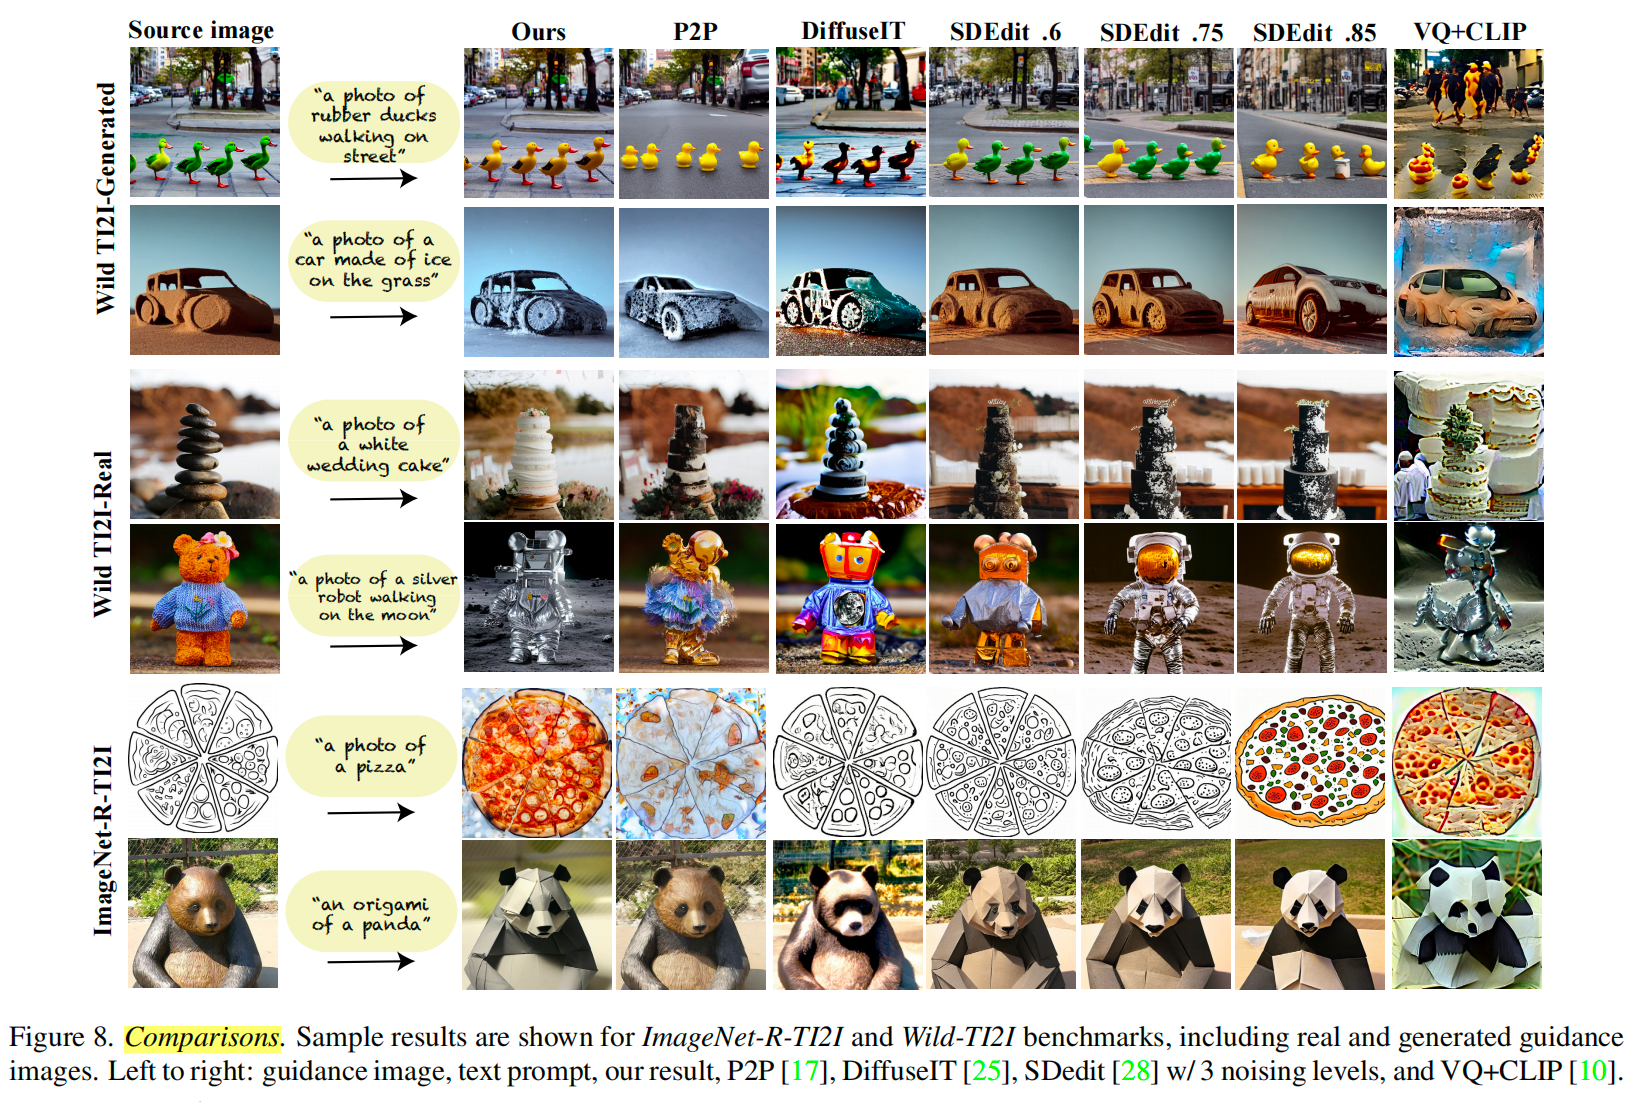 Source image
Ours
P2P
DiffuseIT
SDEdit .6
SDEdit .75
SDEdit .85
VQ+CLIP
Wild TI2I-Generated
“a photo of
rubber ducks
walking on
street”
“a photo of a
car made of ice
on the grass”
Wild TI2I-Real
“a photo of
a white
wedding cake”
“a photo of a silver
robot walking
on the moon”
ImageNet-R-TI2I
“a photo of
a pizza”
“an origami
of a panda”
Figure 8. Comparisons. Sample results are shown for ImageNet-R-TI2I and Wild-TI2I benchmarks, including real and generated guidance
images. Left to right: guidance image, text prompt, our result, P2P [17], DiffuseIT [25], SDedit [28] w/ 3 noising levels, and VQ+CLIP [10].